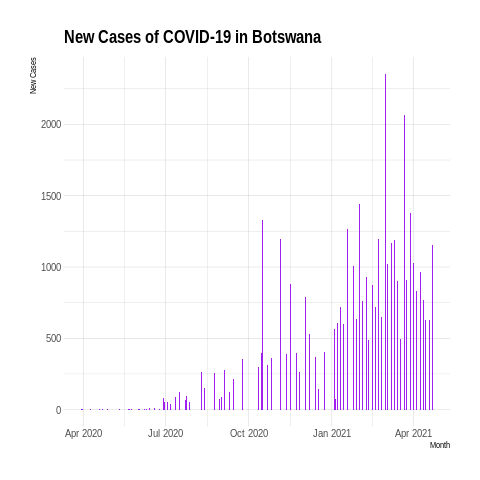 New Cases of COVID-19 in Botswana
New Cases
2000
1500
1000
500
0
Apr 2020 Jul 2020 Oct 2020 Jan 2021 Apr 2021
Month